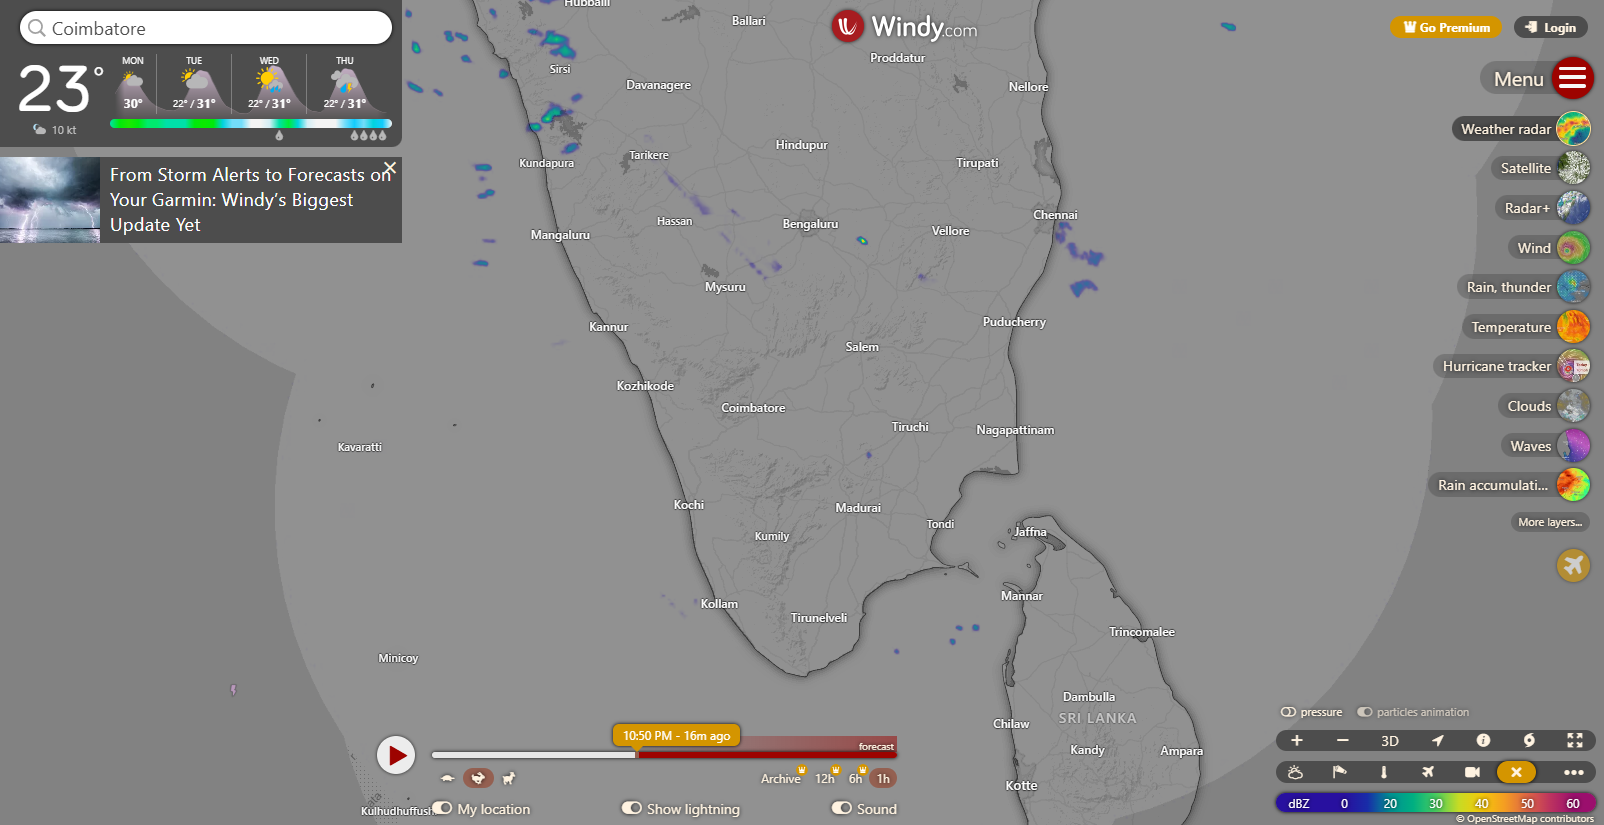 Coimbatore
23°
10 kt
MON TUE WED THU
30° 22° / 31° 22° / 31° 22° / 31°
From Storm Alerts to Forecasts on
Your Garmin: Windy’s Biggest
Update Yet
Windy.com
Go Premium
Login
Menu
Weather radar
Satellite
Radar+
Wind
Rain, thunder
Temperature
Hurricane tracker
Clouds
Waves
Rain accumulati...
More layers...
Hubballi
Ballari
Proddatur
Sirsi
Davanagere
Nellore
Hindupur
Kundapura
Tarikere
Tirupati
Chennai
Hassan
Bengaluru
Vellore
Mangaluru
Mysuru
Puducherry
Kannur
Salem
Kozhikode
Coimbatore
Tiruchi
Nagapattinam
Kavaratti
Kochi
Madurai
Tondi
Jaffna
Kumily
Mannar
Kollam
Tirunelveli
Trincomalee
Minicoy
Dambulla
SRI LANKA
Chilaw
Kandy
Ampara
Kotte
Kulhudhuffush
10:50 PM - 16m ago
forecast
Archive 12h 6h 1h
My location
Show lightning
Sound
pressure
particles animation
3D
dBZ 0 20 30 40 50 60
© OpenStreetMap contributors